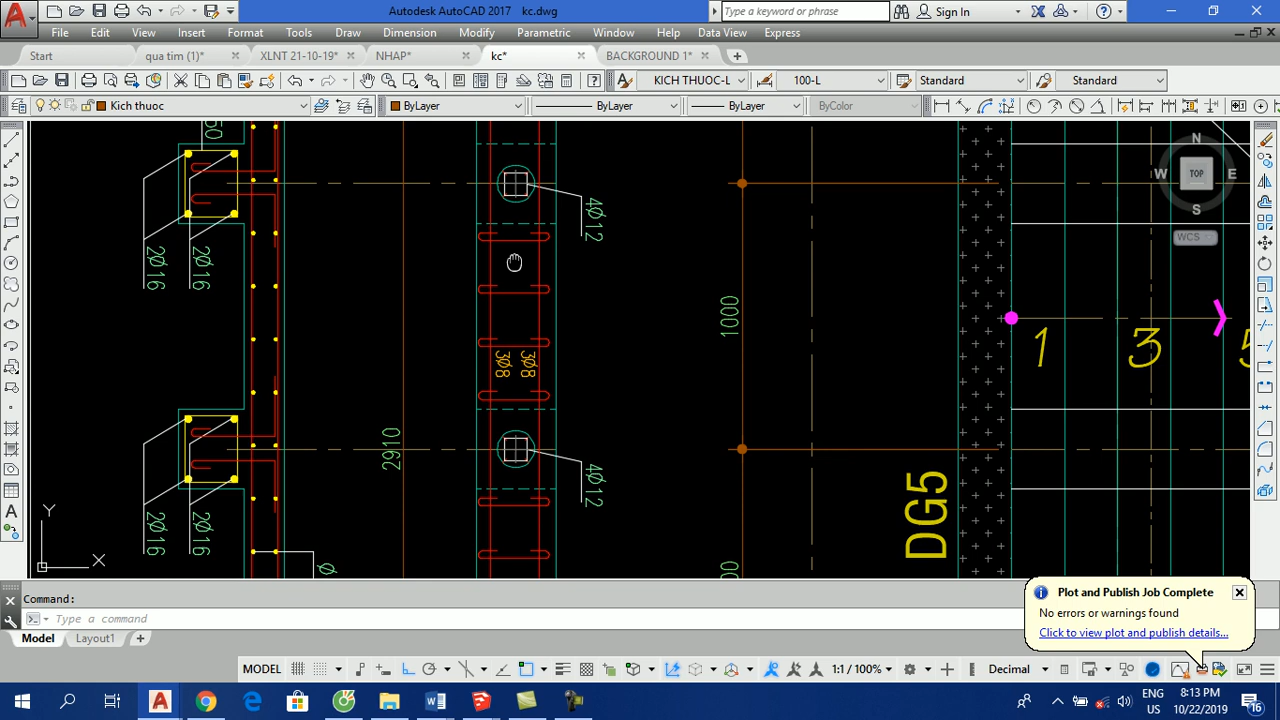 Autodesk AutoCAD 2017 kc.dwg
Type a keyword or phrase
Sign In
File Edit View Insert Format Tools Draw Dimension Modify Parametric Window Help Data View Express
Start qua tim (1)* XLNT 21-10-19* NHAP* kc* BACKGROUND 1*
KICH THUOC-L 100-L Standard Standard
Kich thuoc ByLayer ByLayer ByLayer ByColor
N
W TOP E
S
WCS
50
4Ø12
2Ø16 2Ø16
1000
1 3 5
3Ø8 3Ø8
2910
4Ø12
DG5
2Ø16 2Ø16
Ø
00
Y
X
Command:
Type a command
Plot and Publish Job Complete
No errors or warnings found
Click to view plot and publish details...
Model Layout1
MODEL 1:1 / 100% Decimal
ENG 8:13 PM
US 10/22/2019 16